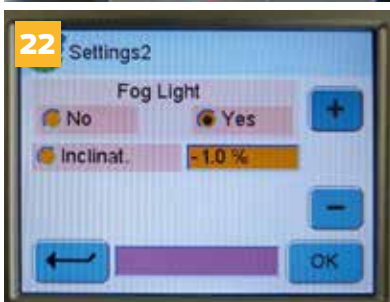 22
Settings2
Fog Light
No Yes
Inclinat. -1.0 %
+
-
OK